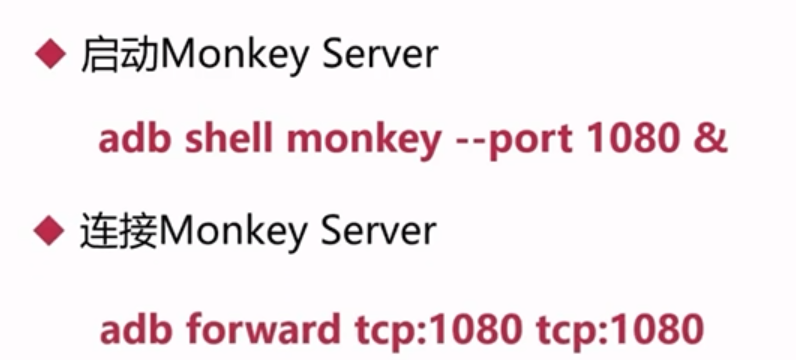 启动Monkey Server
adb shell monkey --port 1080 &
连接Monkey Server
adb forward tcp:1080 tcp:1080